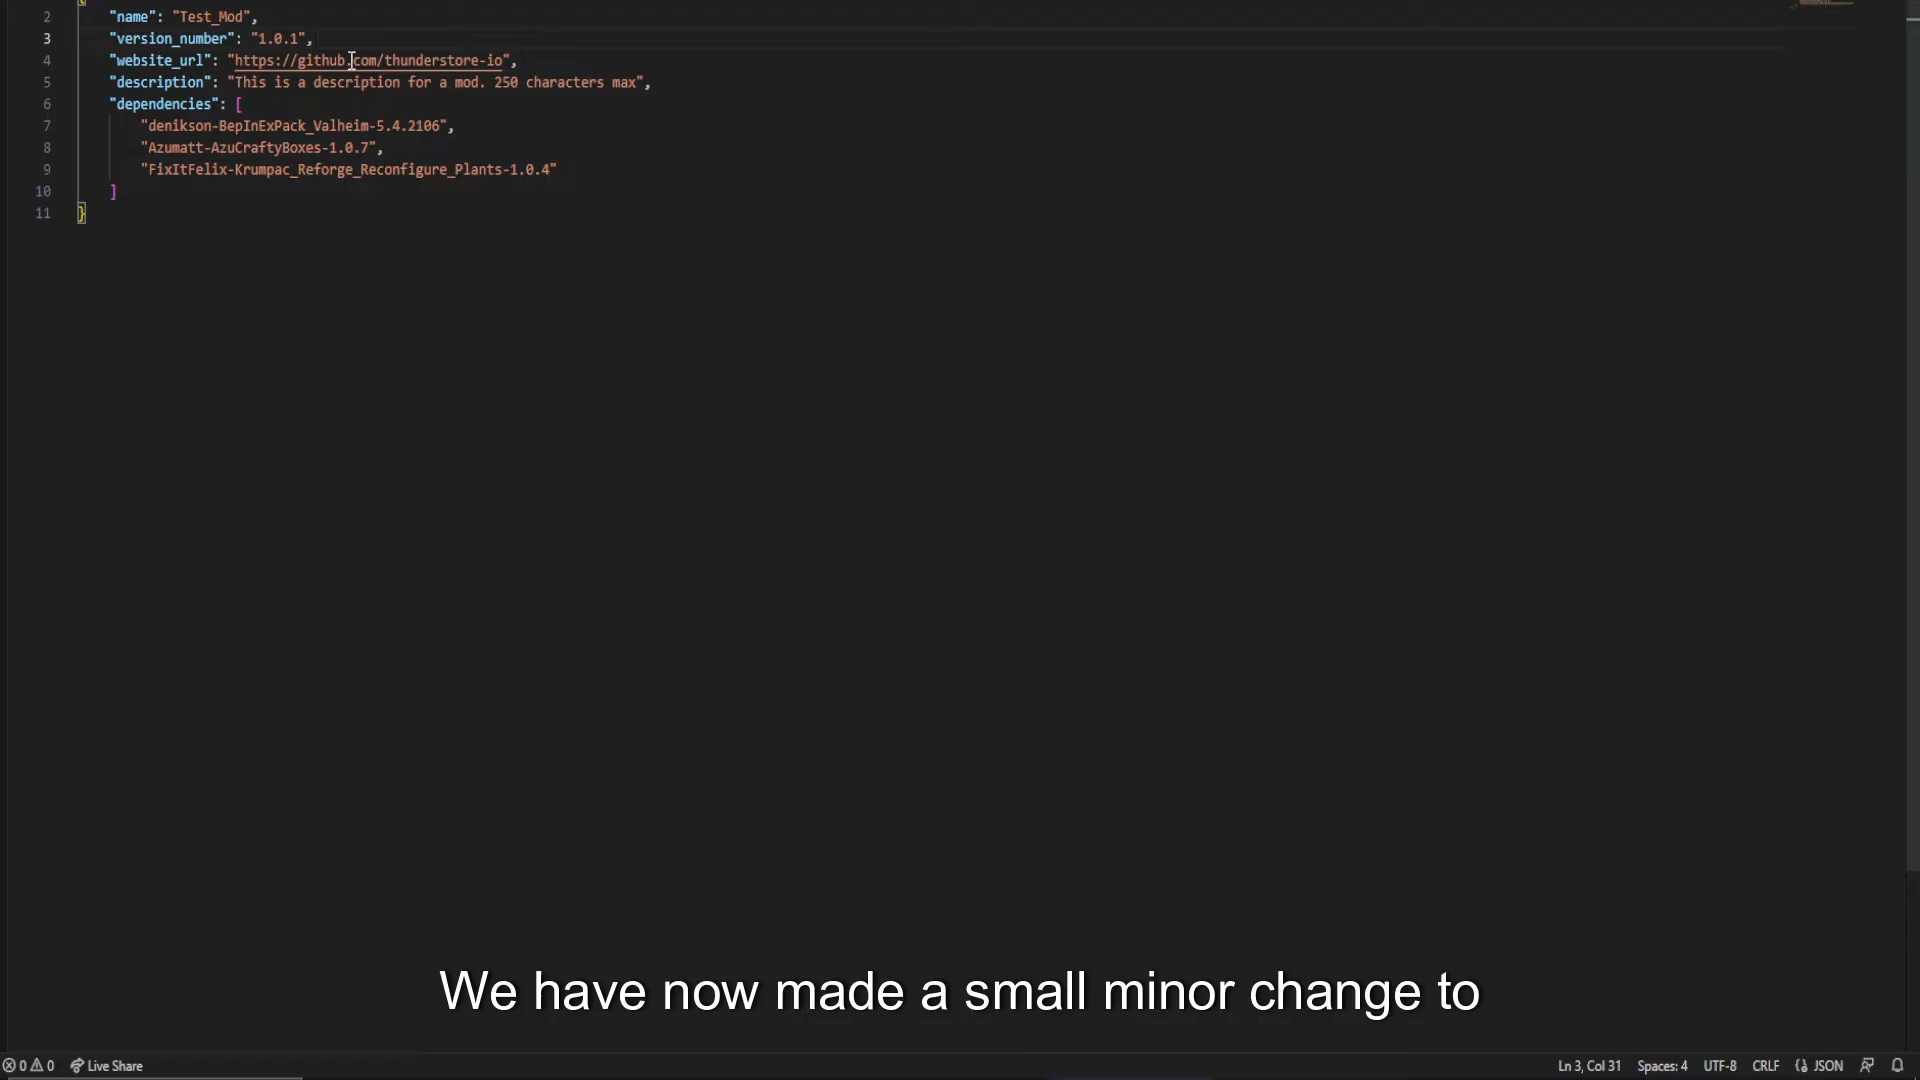 {
2 "name": "Test_Mod",
3 "version_number": "1.0.1",
4 "website_url": "https://github.com/thunderstore-io",
5 "description": "This is a description for a mod. 250 characters max",
6 "dependencies": [
7 "denikson-BepInExPack_Valheim-5.4.2106",
8 "Azumatt-AzuCraftyBoxes-1.0.7",
9 "FixItFelix-Krumpac_Reforge_Reconfigure_Plants-1.0.4"
10 ]
11 }
We have now made a small minor change to
0 0 Live Share Ln 3, Col 31 Spaces: 4 UTF-8 CRLF {} JSON